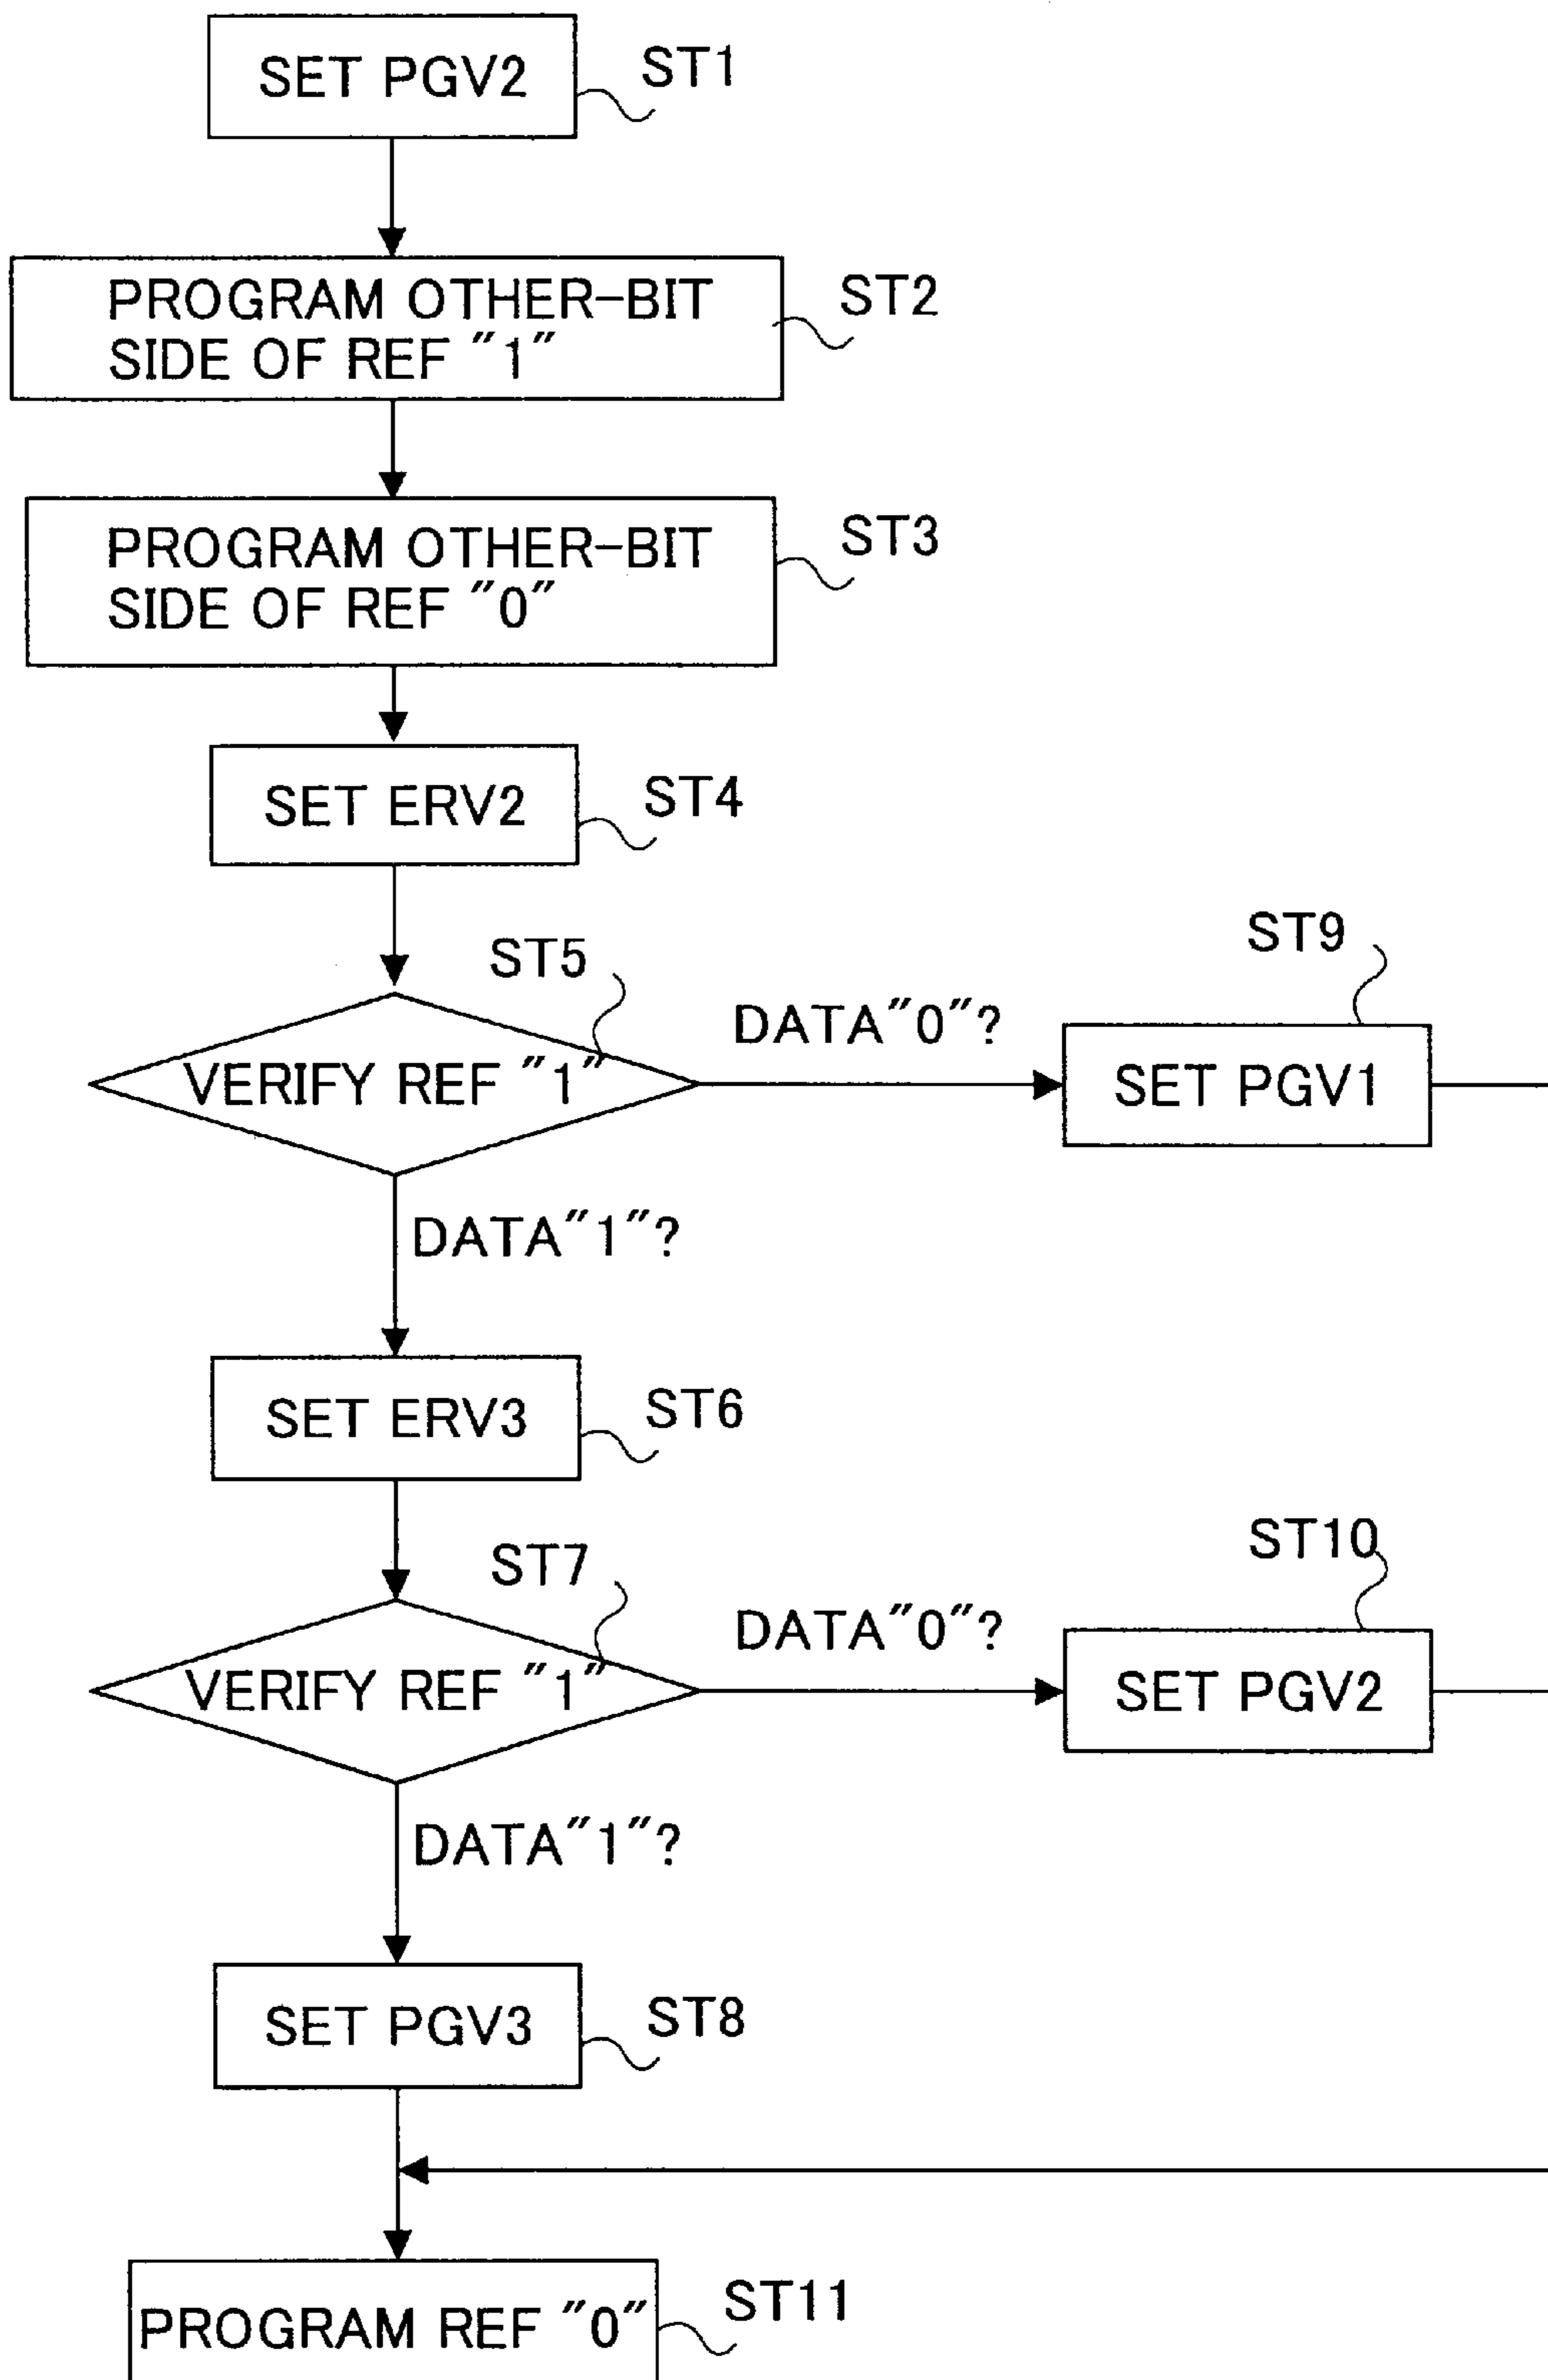 SET PGV2
ST1
PROGRAM OTHER-BIT
SIDE OF REF "1"
ST2
PROGRAM OTHER-BIT
SIDE OF REF "0"
ST3
SET ERV2
ST4
ST5
VERIFY REF "1"
DATA"0"?
ST9
SET PGV1
DATA"1"?
SET ERV3
ST6
ST7
VERIFY REF "1"
DATA"0"?
ST10
SET PGV2
DATA"1"?
SET PGV3
ST8
PROGRAM REF "0"
ST11